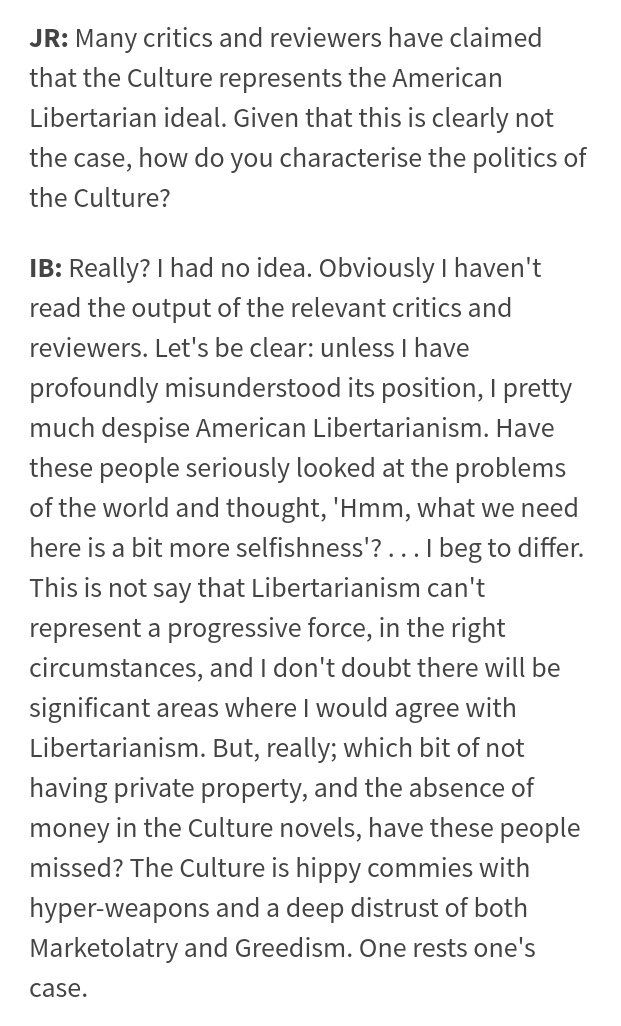 JR: Many critics and reviewers have claimed
that the Culture represents the American
Libertarian ideal. Given that this is clearly not
the case, how do you characterise the politics of
the Culture?
IB: Really? I had no idea. Obviously I haven't
read the output of the relevant critics and
reviewers. Let's be clear: unless I have
profoundly misunderstood its position, I pretty
much despise American Libertarianism. Have
these people seriously looked at the problems
of the world and thought, 'Hmm, what we need
here is a bit more selfishness'? . . . I beg to differ.
This is not say that Libertarianism can't
represent a progressive force, in the right
circumstances, and I don't doubt there will be
significant areas where I would agree with
Libertarianism. But, really; which bit of not
having private property, and the absence of
money in the Culture novels, have these people
missed? The Culture is hippy commies with
hyper-weapons and a deep distrust of both
Marketolatry and Greedism. One rests one's
case.